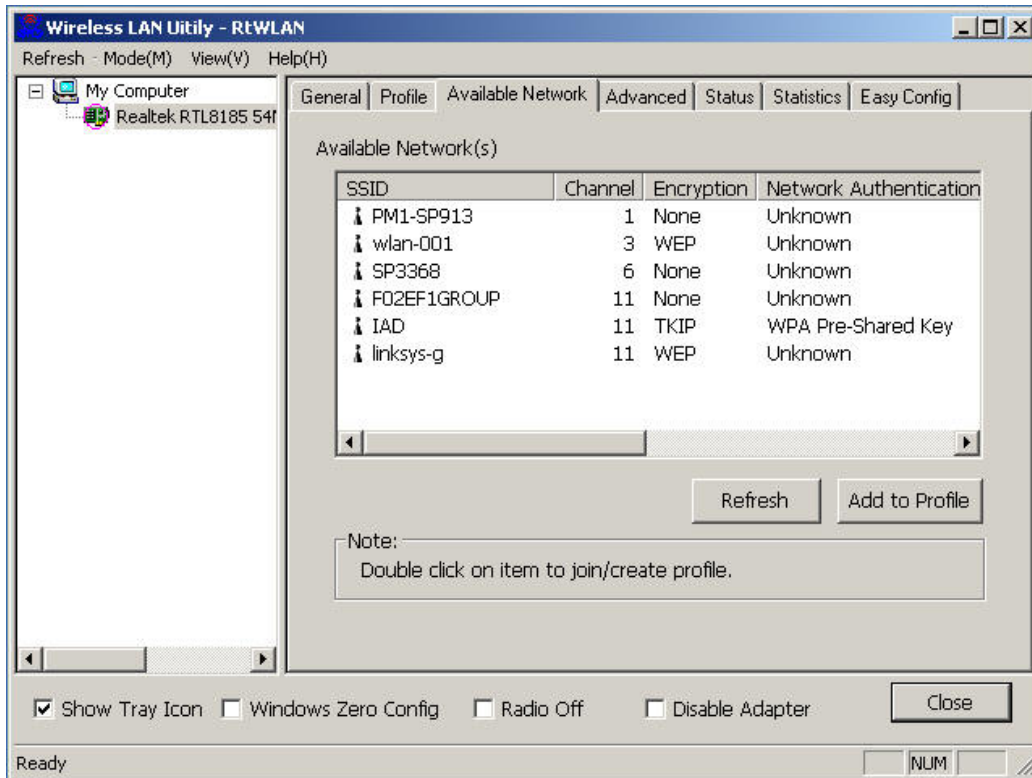 Wireless LAN Uitily - RtWLAN
Refresh - Mode(M) View(V) Help(H)
My Computer
Realtek RTL8185 54
General Profile Available Network Advanced Status Statistics Easy Config
Available Network(s)
SSID Channel Encryption Network Authentication
PM1-SP913 1 None Unknown
wlan-001 3 WEP Unknown
SP3368 6 None Unknown
F02EF1GROUP 11 None Unknown
IAD 11 TKIP WPA Pre-Shared Key
linksys-g 11 WEP Unknown
Refresh Add to Profile
Note:
Double click on item to join/create profile.
Show Tray Icon Windows Zero Config Radio Off Disable Adapter Close
Ready NUM